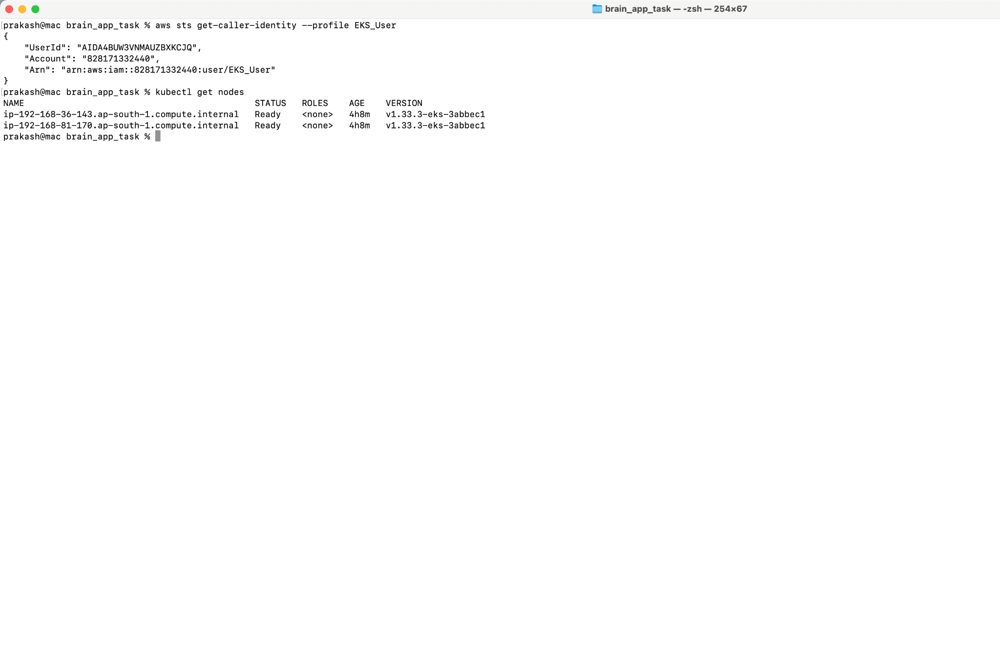 brain_app_task — -zsh — 254×67
prakash@mac brain_app_task % aws sts get-caller-identity --profile EKS_User
{
    "UserId": "AIDA4BUW3VNMAUZBXKCJQ",
    "Account": "828171332440",
    "Arn": "arn:aws:iam::828171332440:user/EKS_User"
}
prakash@mac brain_app_task % kubectl get nodes
NAME                                            STATUS   ROLES    AGE    VERSION
ip-192-168-36-143.ap-south-1.compute.internal   Ready    <none>   4h8m   v1.33.3-eks-3abbec1
ip-192-168-81-170.ap-south-1.compute.internal   Ready    <none>   4h8m   v1.33.3-eks-3abbec1
prakash@mac brain_app_task %